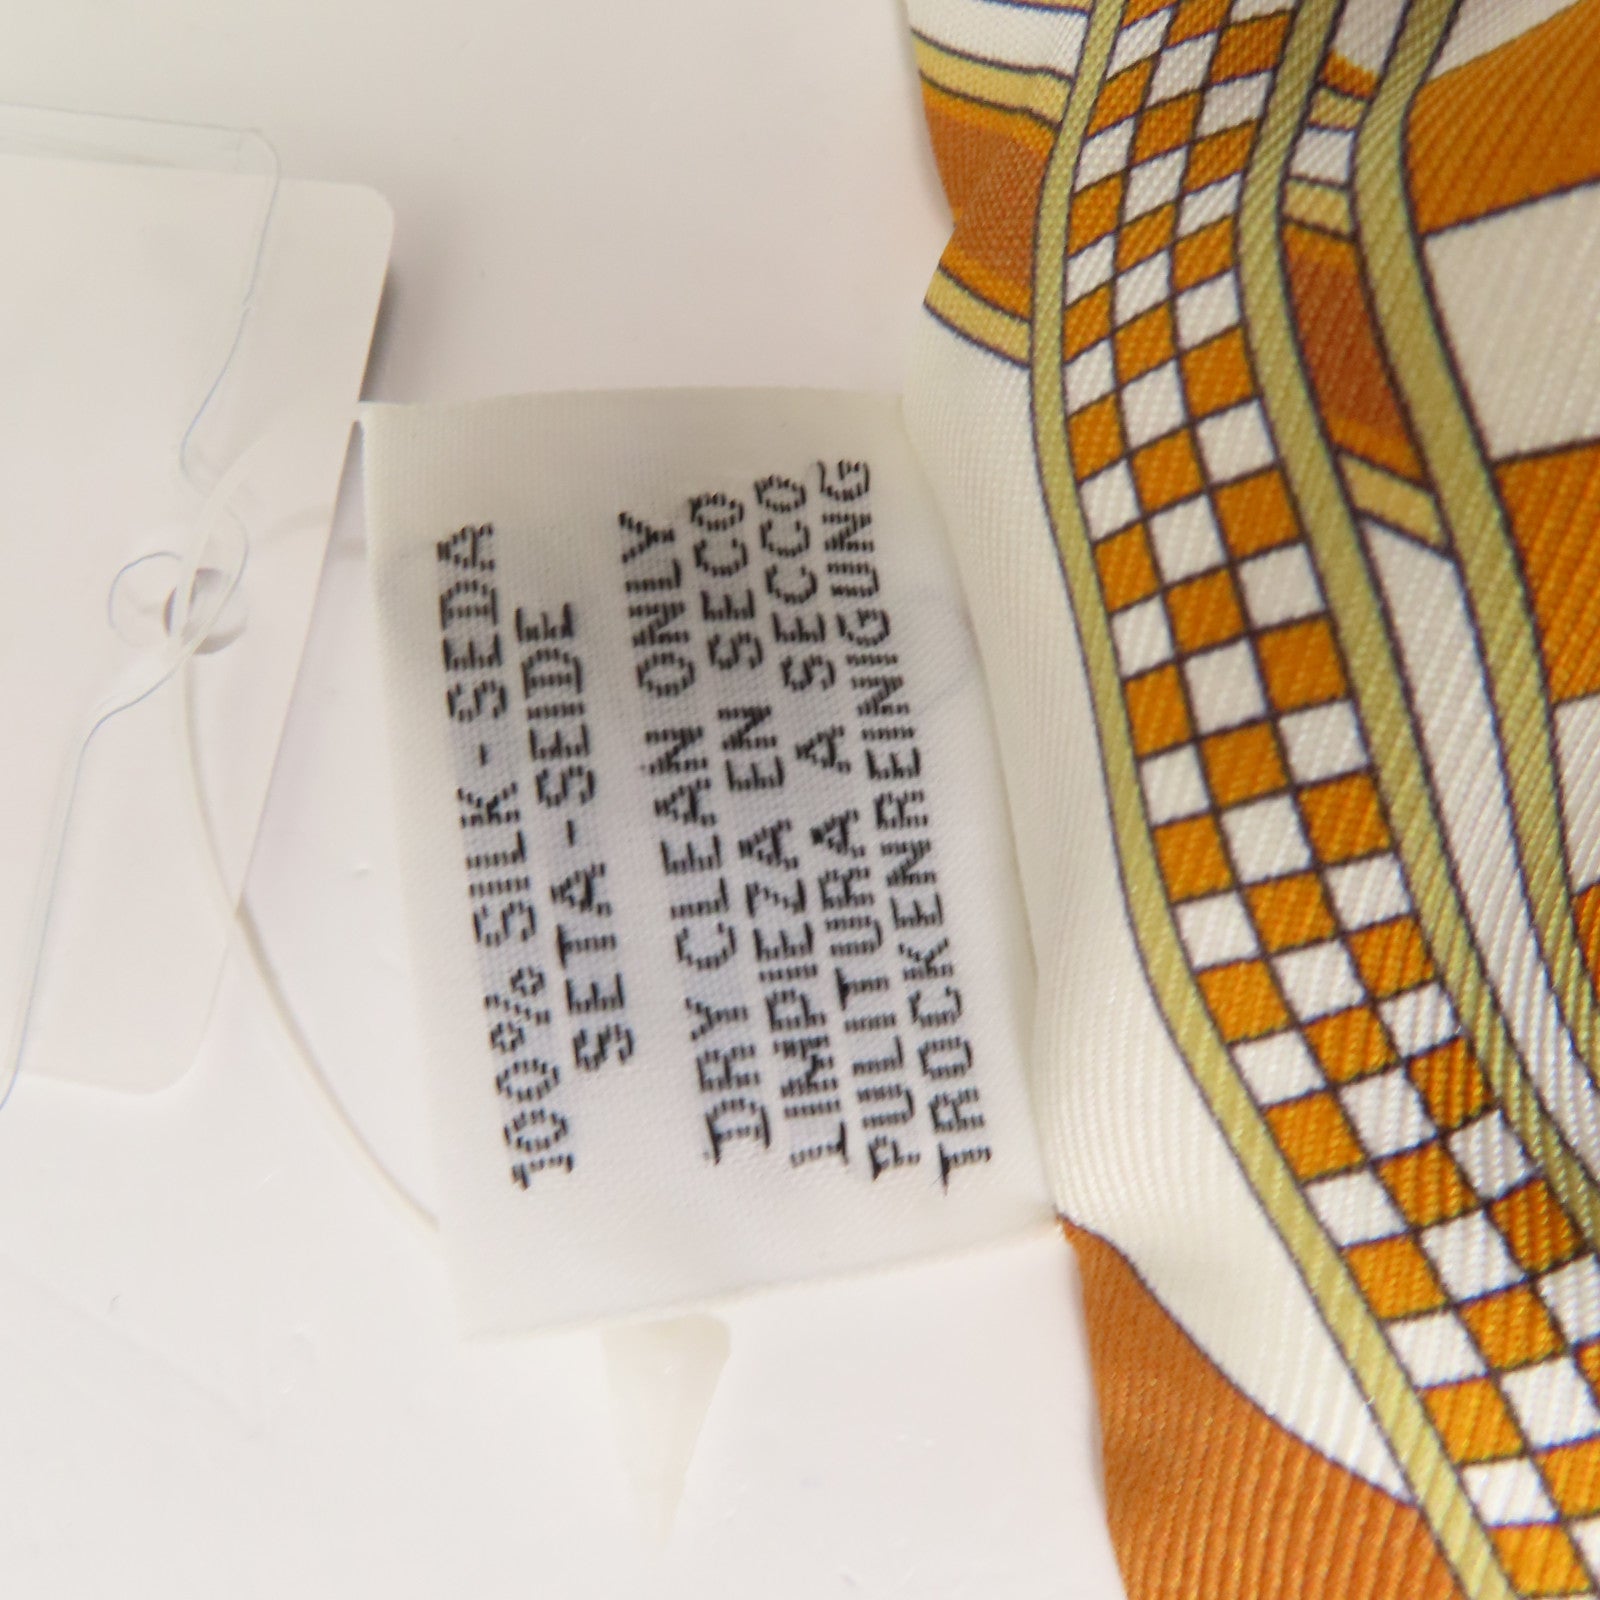 100% SILK - SEDA
SETA - SEIDE
DRY CLEAN ONLY
LIMPIEZA EN SECO
PULITURA A SECCO
TROCKENREINIGUNG